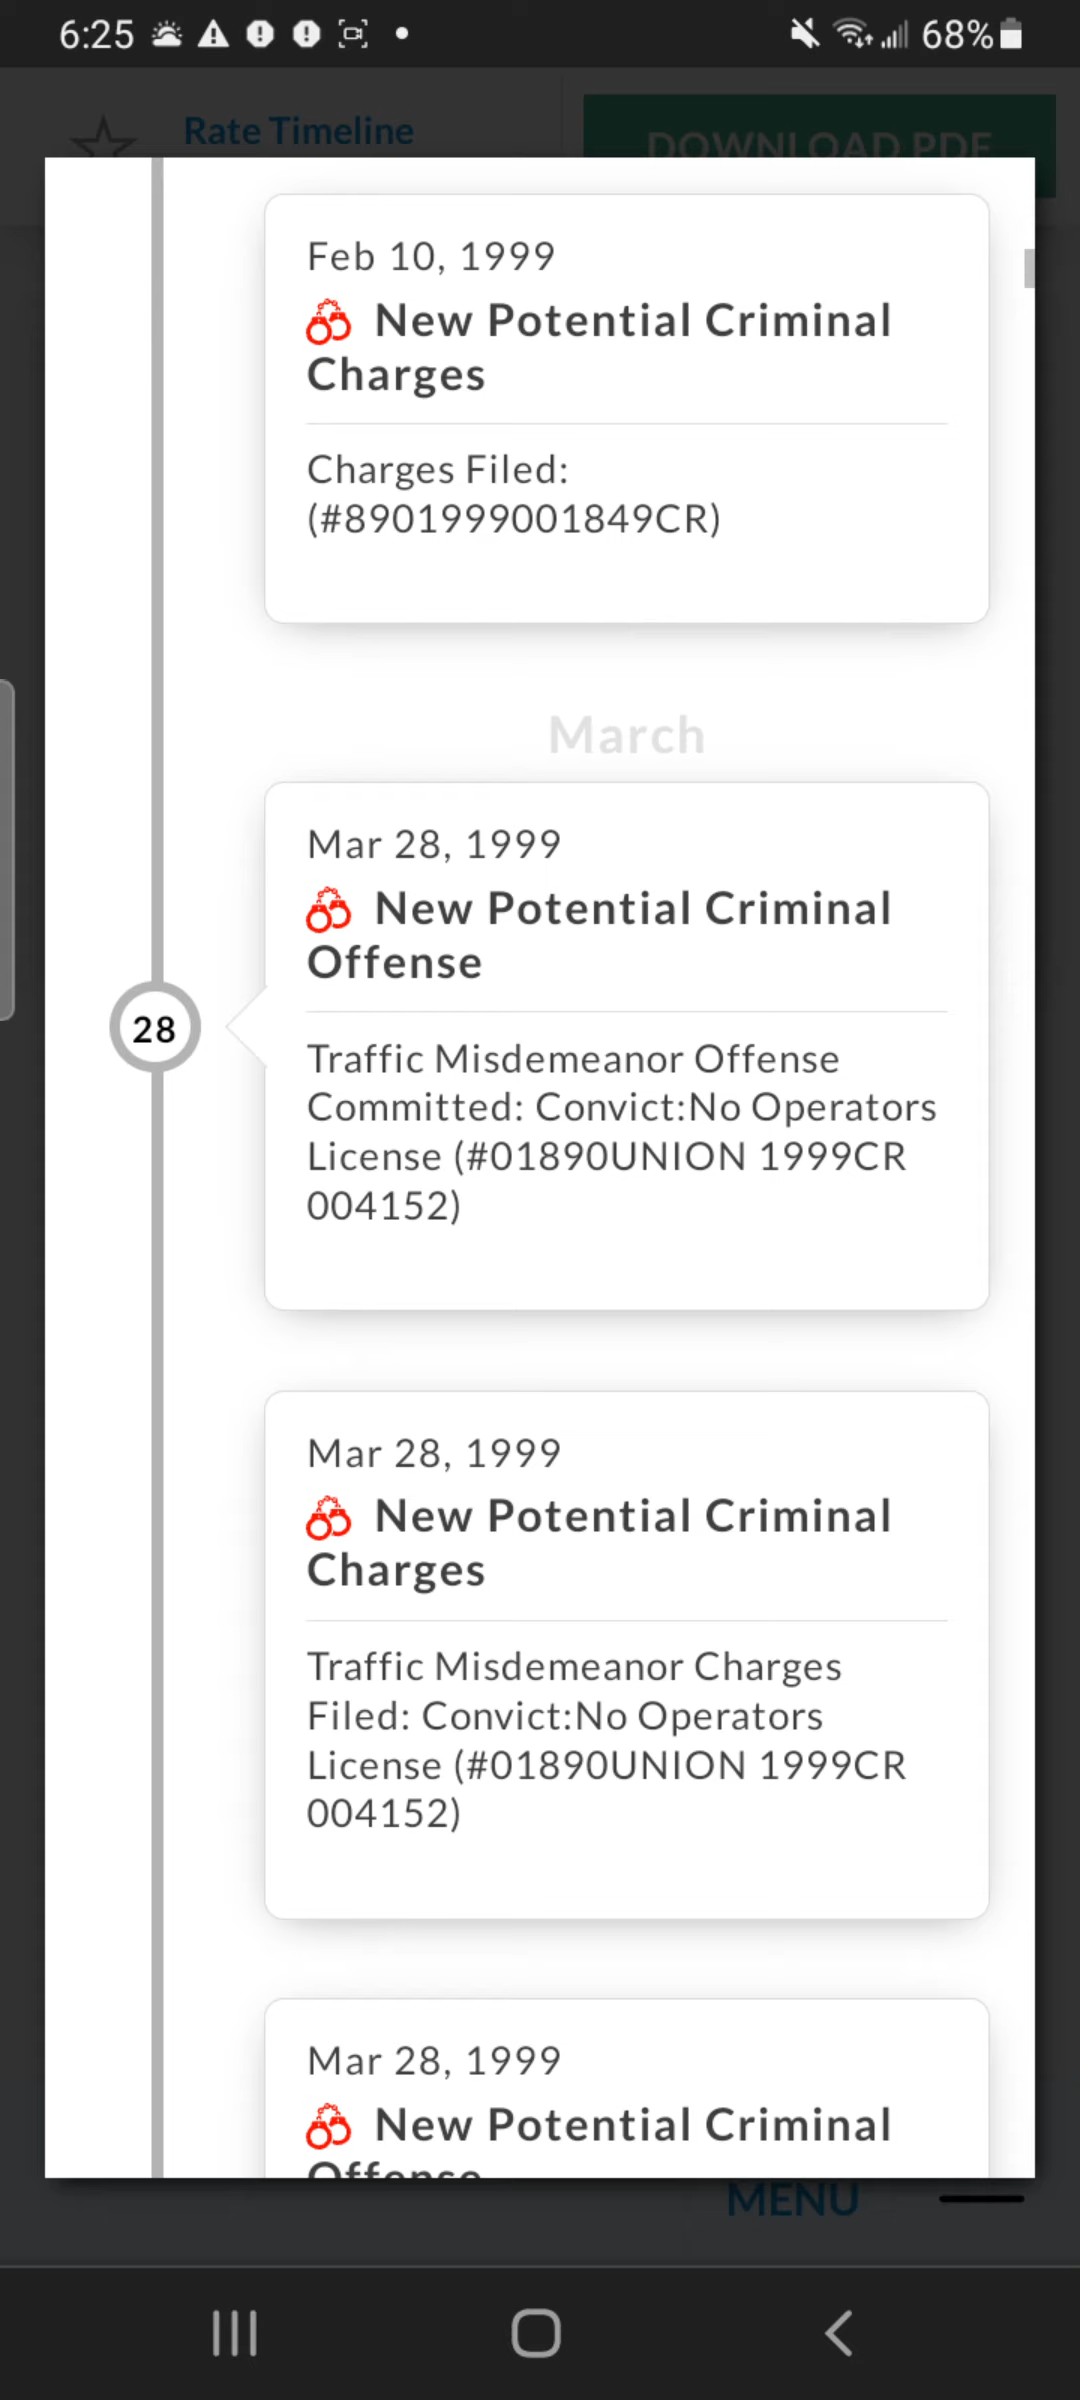 6:25
68%
Rate Timeline
DOWNLOAD PDF
Feb 10, 1999
New Potential Criminal
Charges
Charges Filed:
(#8901999001849CR)
March
Mar 28, 1999
New Potential Criminal
Offense
28
Traffic Misdemeanor Offense
Committed: Convict:No Operators
License (#01890UNION 1999CR
004152)
Mar 28, 1999
New Potential Criminal
Charges
Traffic Misdemeanor Charges
Filed: Convict:No Operators
License (#01890UNION 1999CR
004152)
Mar 28, 1999
New Potential Criminal
Offense
MENU